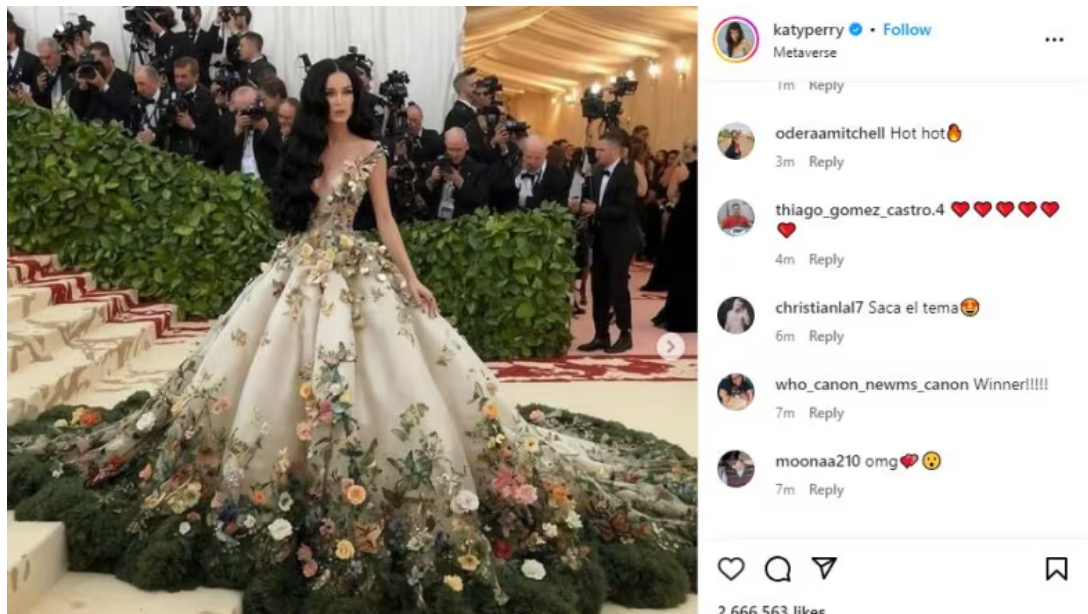 katyperry • Follow
Metaverse
1m Reply
oderaamitchell Hot hot🔥
3m Reply
thiago_gomez_castro.4 ❤️❤️❤️❤️❤️
❤️
4m Reply
christianlal7 Saca el tema🤩
6m Reply
who_canon_newms_canon Winner!!!!!
7m Reply
moonaa210 omg💕😮
7m Reply
2,666,563 likes